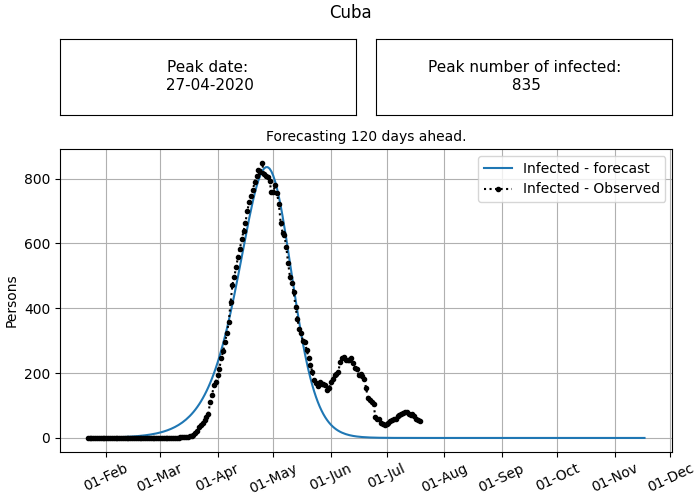 Cuba
Peak date:
27-04-2020
Peak number of infected:
835
Forecasting 120 days ahead.
Infected - forecast
Infected - Observed
Persons
800
600
400
200
0
01-Feb
01-Mar
01-Apr
01-May
01-Jun
01-Jul
01-Aug
01-Sep
01-Oct
01-Nov
01-Dec